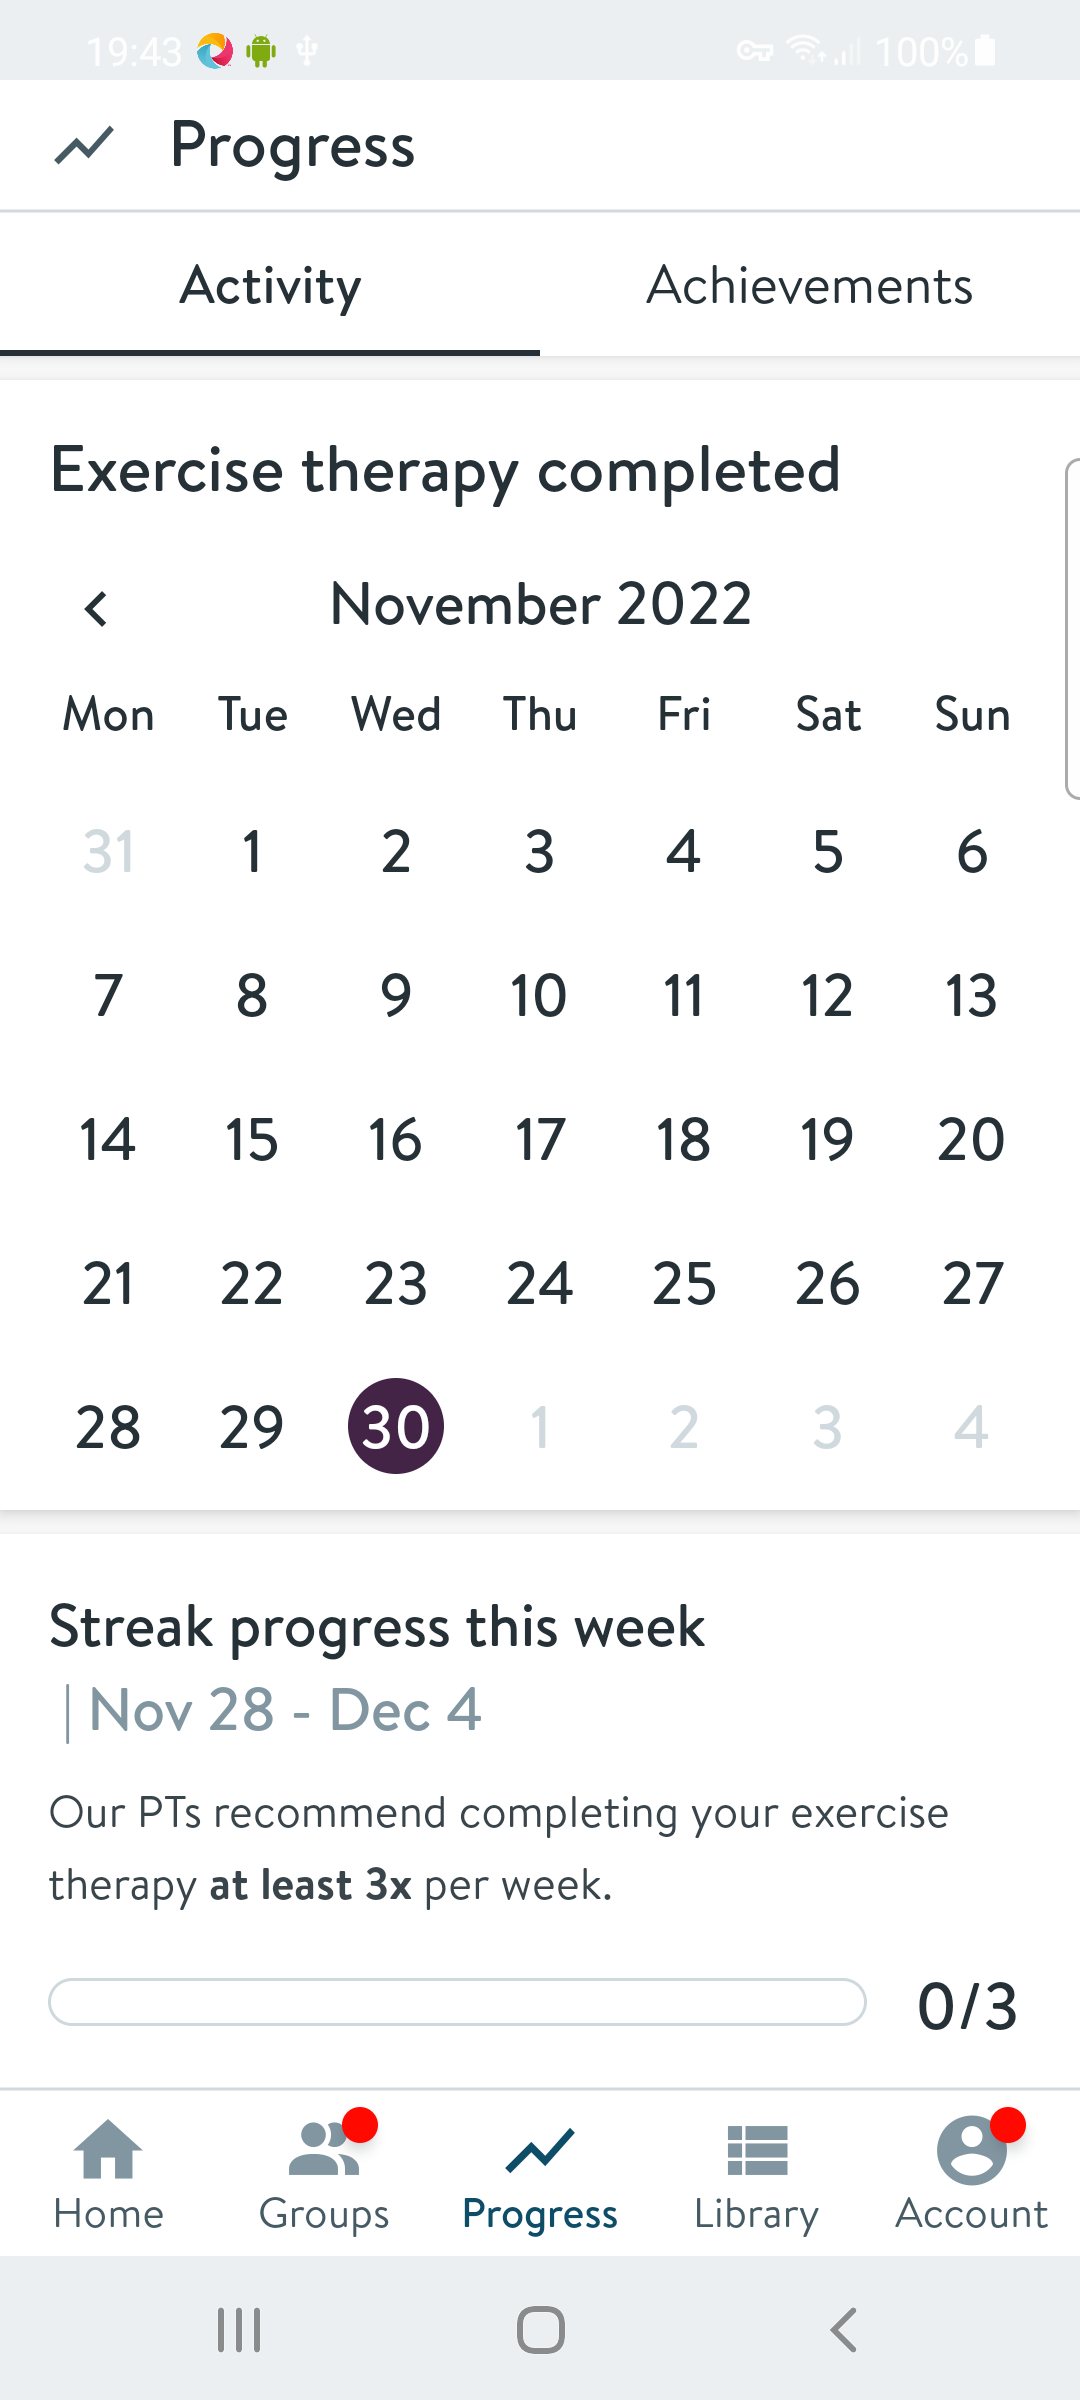 19:43 100%
Progress
Activity Achievements
Exercise therapy completed
November 2022
Mon Tue Wed Thu Fri Sat Sun
31 1 2 3 4 5 6
7 8 9 10 11 12 13
14 15 16 17 18 19 20
21 22 23 24 25 26 27
28 29 30 1 2 3 4
Streak progress this week
| Nov 28 - Dec 4
Our PTs recommend completing your exercise
therapy at least 3x per week.
0/3
Home Groups Progress Library Account